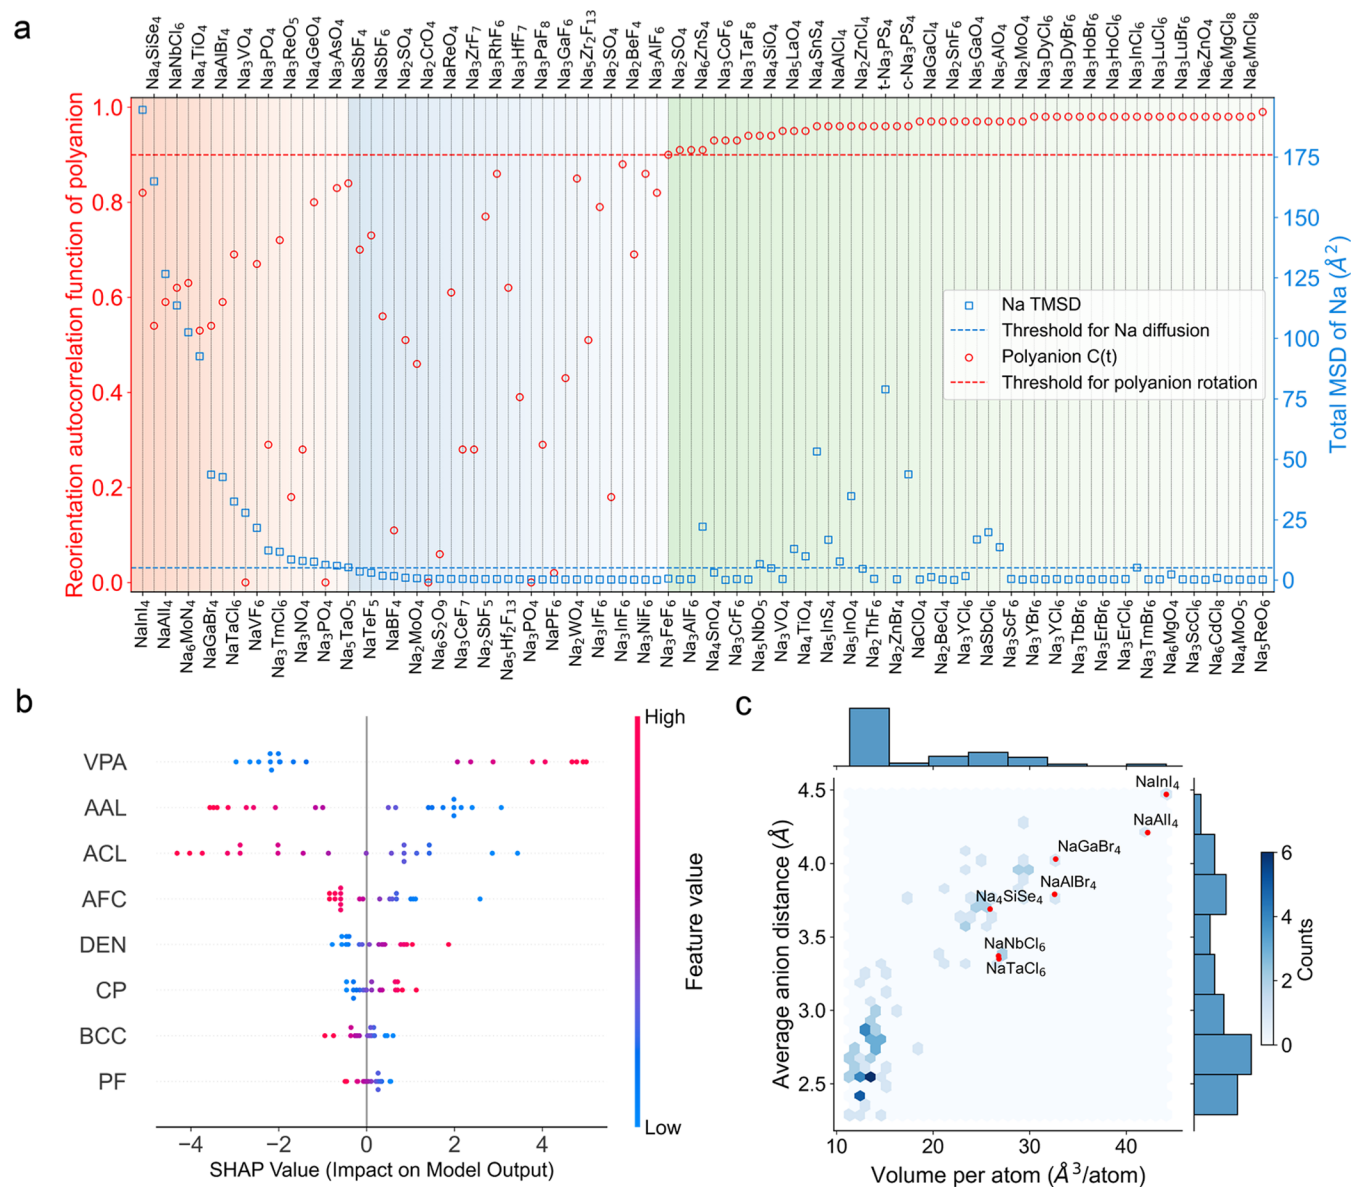 a
Na₄SiSe₄
NaNbCl₆
Na₄TiO₄
NaAlBr₄
Na₃VO₄
Na₃PO₄
Na₃ReO₅
Na₄GeO₄
Na₃AsO₄
NaSbF₄
NaSbF₆
Na₂SO₄
Na₂CrO₄
NaReO₄
Na₃ZrF₇
Na₃RhF₆
Na₃HfF₇
Na₃PaF₈
Na₃GaF₆
Na₅Zr₂F₁₃
Na₂SO₄
Na₂BeF₄
Na₃AlF₆
Na₂SO₄
Na₆ZnS₄
Na₃CoF₆
Na₃TaF₈
Na₄SiO₄
Na₅LaO₄
Na₄SnS₄
NaAlCl₄
Na₂ZnCl₄
t-Na₃PS₄
c-Na₃PS₄
NaGaCl₄
Na₂SnF₆
Na₅GaO₄
Na₅AlO₄
Na₂MoO₄
Na₃DyCl₆
Na₃DyBr₆
Na₃HoBr₆
Na₃HoCl₆
Na₃InCl₆
Na₃LuCl₆
Na₃LuBr₆
Na₆ZnO₄
Na₆MgCl₈
Na₆MnCl₈
Reorientation autocorrelation function of polyanion
1.0
0.8
0.6
0.4
0.2
0.0
Na TMSD
Threshold for Na diffusion
Polyanion C(t)
Threshold for polyanion rotation
175
150
125
100
75
50
25
0
Total MSD of Na (Å²)
NaInI₄
NaAlI₄
Na₆MoN₄
NaGaBr₄
NaTaCl₆
NaVF₆
Na₃TmCl₆
Na₃NO₄
Na₃PO₄
Na₅TaO₅
NaTeF₅
NaBF₄
Na₂MoO₄
Na₆S₂O₉
Na₃CeF₇
Na₂SbF₅
Na₅Hf₂F₁₃
Na₃PO₄
NaPF₆
Na₂WO₄
Na₃IrF₆
Na₃InF₆
Na₃NiF₆
Na₃FeF₆
Na₃AlF₆
Na₄SnO₄
Na₃CrF₆
Na₅NbO₅
Na₃VO₄
Na₄TiO₄
Na₅InS₄
Na₅InO₄
Na₂ThF₆
Na₂ZnBr₄
NaClO₄
Na₂BeCl₄
Na₃YCl₆
NaSbCl₆
Na₃ScF₆
Na₃YBr₆
Na₃YCl₆
Na₃TbBr₆
Na₃ErBr₆
Na₃ErCl₆
Na₃TmBr₆
Na₆MgO₄
Na₃ScCl₆
Na₆CdCl₈
Na₄MoO₅
Na₅ReO₆
b
VPA
AAL
ACL
AFC
DEN
CP
BCC
PF
−4
−2
0
2
4
SHAP Value (Impact on Model Output)
High
Low
Feature value
c
4.5
4.0
3.5
3.0
2.5
Average anion distance (Å)
NaInI₄
NaAlI₄
NaGaBr₄
NaAlBr₄
Na₄SiSe₄
NaNbCl₆
NaTaCl₆
10
20
30
40
Volume per atom (Å³/atom)
6
4
2
0
Counts